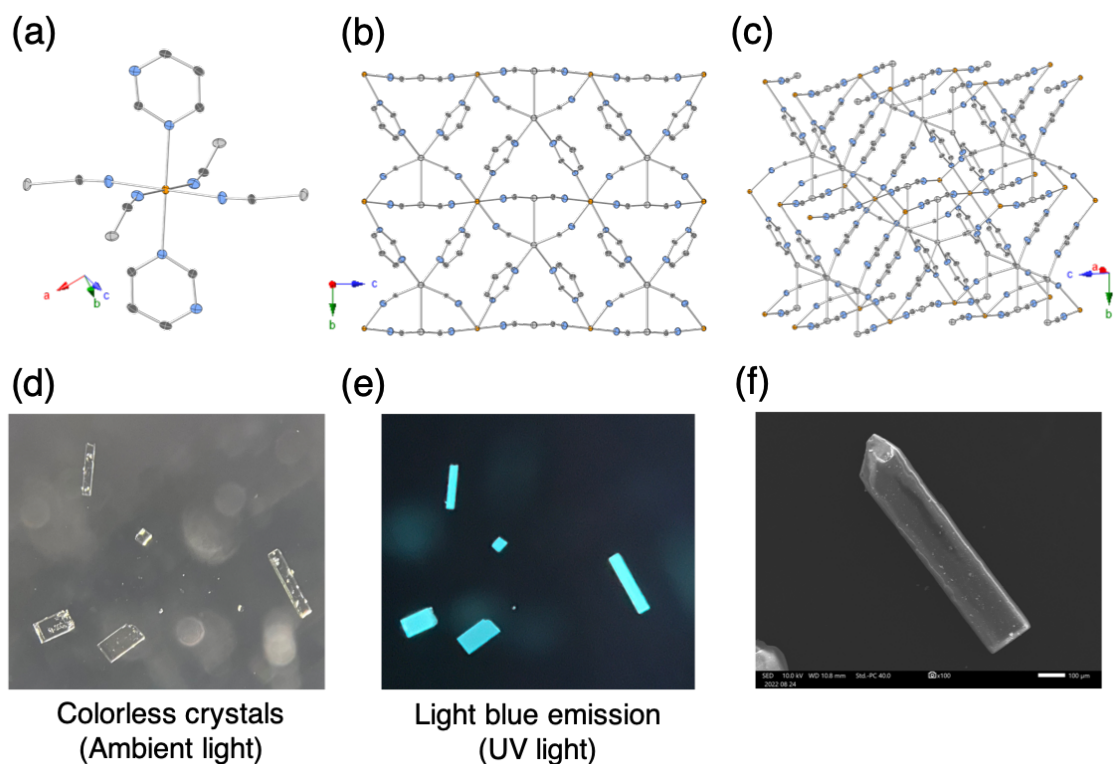 (a)
(b)
(c)
a
b
c
c
b
a
c
b
(d)
(e)
(f)
SED 10.0 kV WD 10.8 mm Std.-PC 40.0 x100 100 µm
2022 08 24
Colorless crystals
(Ambient light)
Light blue emission
(UV light)